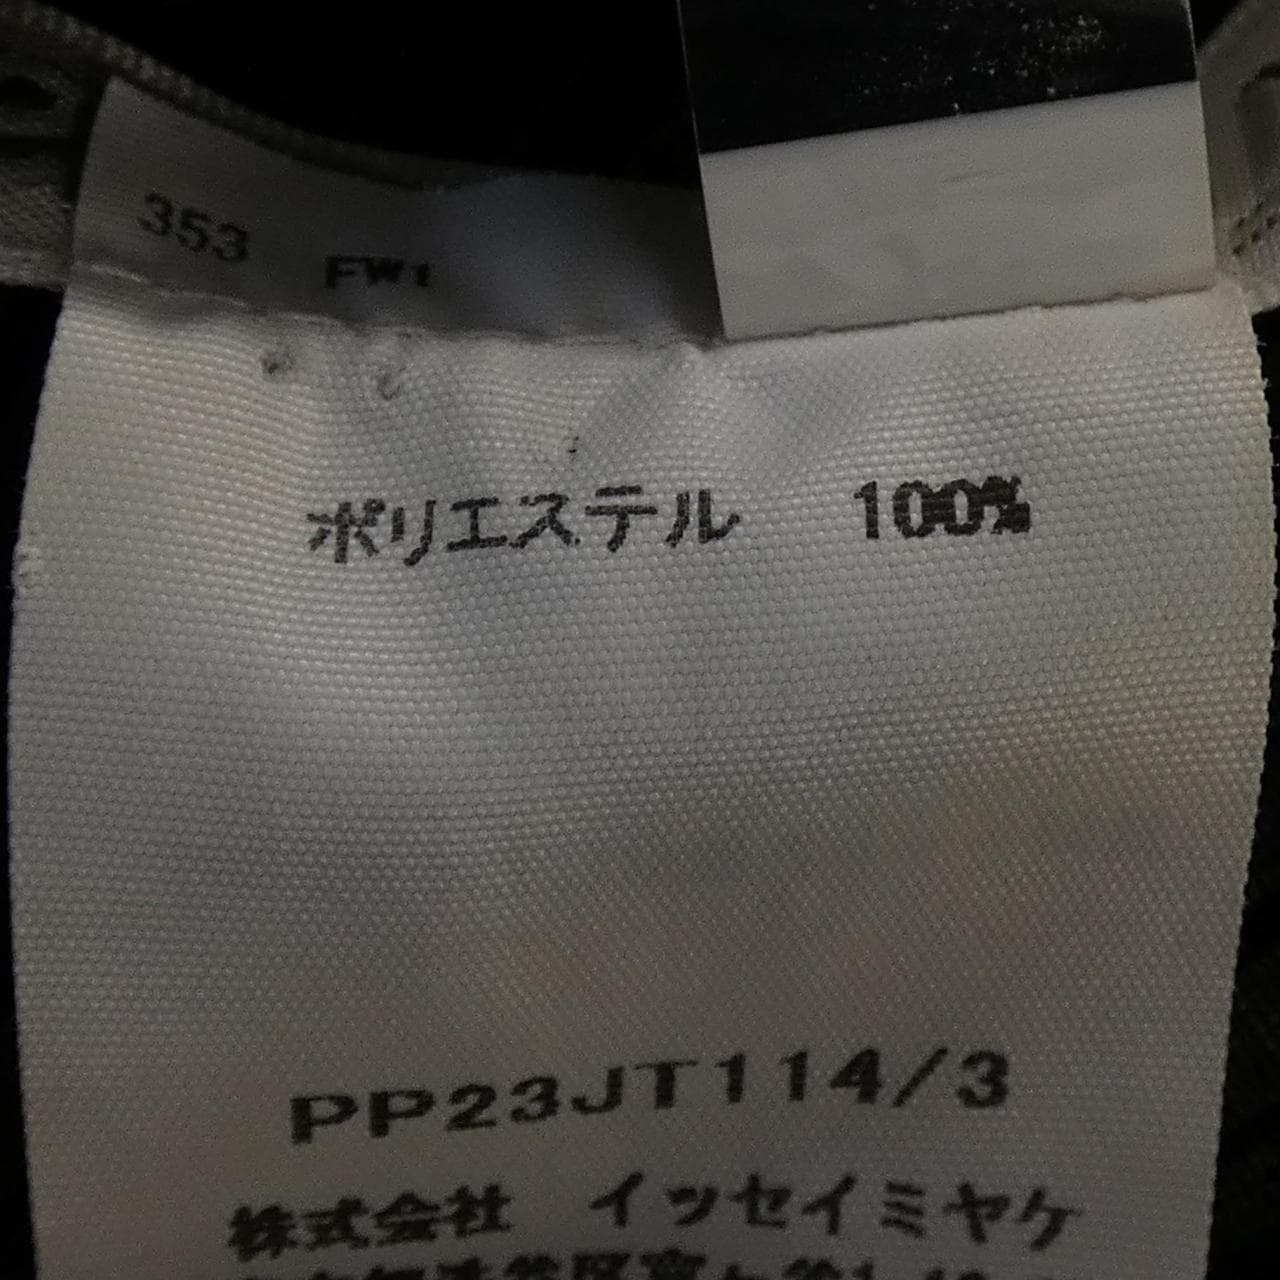 353 FW1
ポリエステル 100%
PP23JT114/3
株式会社 イッセイミヤケ